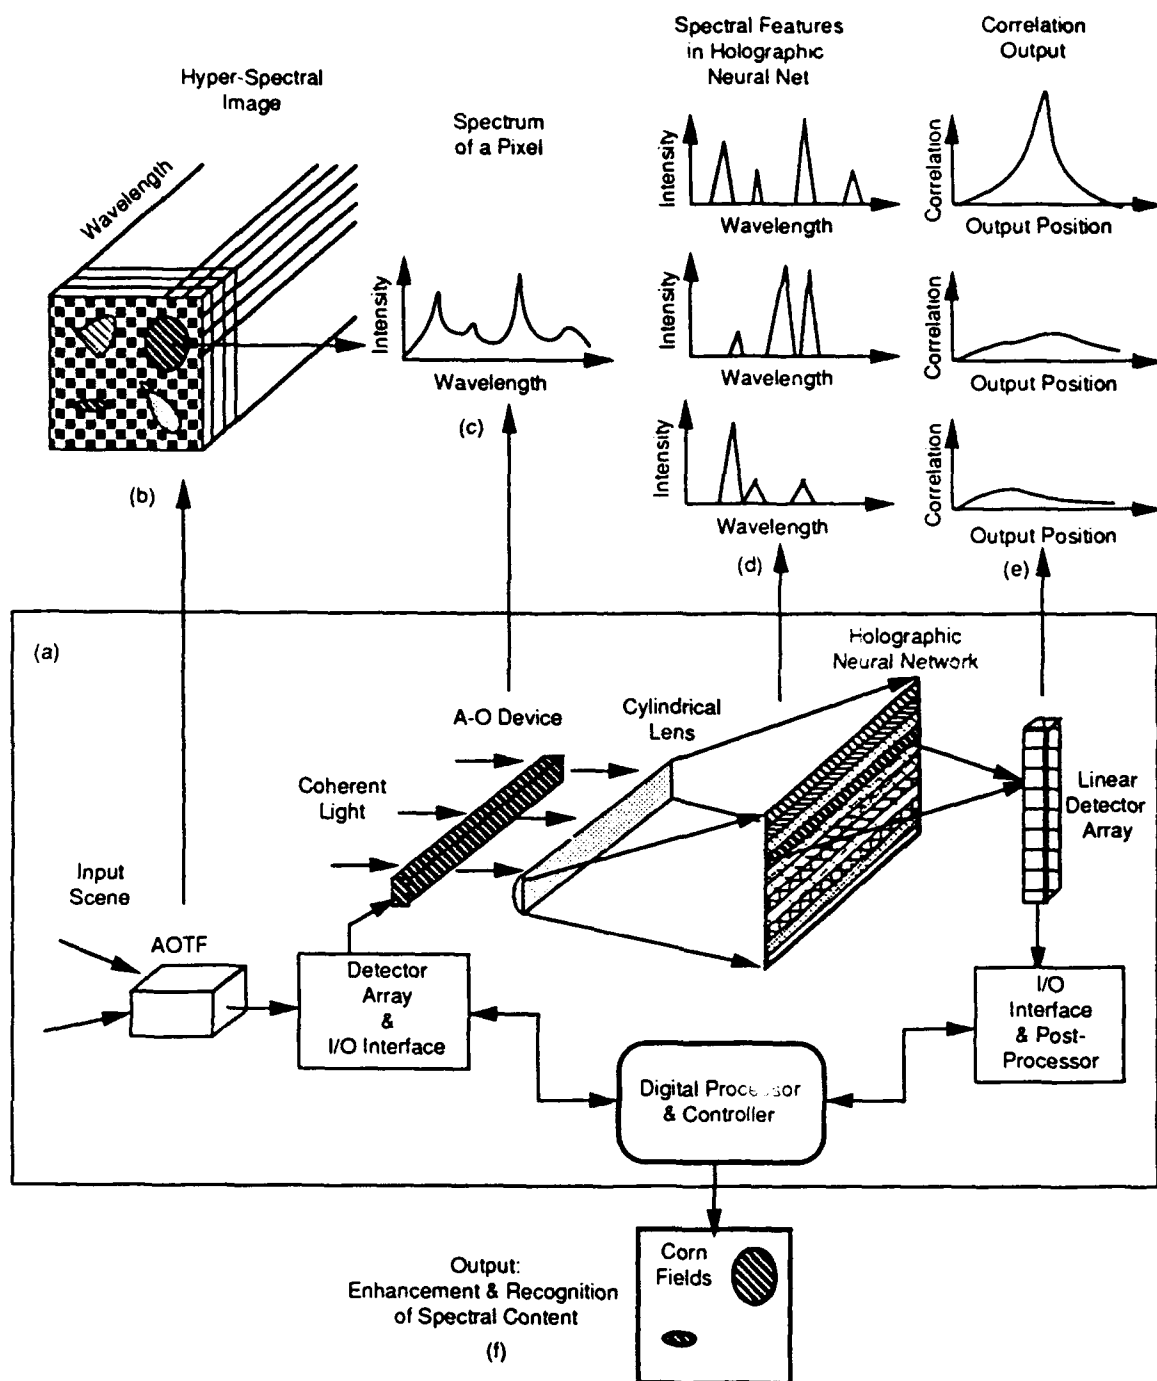 Hyper-Spectral
Image
Spectrum
of a Pixel
Spectral Features
in Holographic
Neural Net
Correlation
Output
Wavelength
Intensity
Wavelength
(b)
(c)
Intensity
Wavelength
Intensity
Wavelength
Intensity
Wavelength
(d)
Correlation
Output Position
Correlation
Output Position
Correlation
Output Position
(e)
(a)
Input
Scene
AOTF
Coherent
Light
A-O Device
Cylindrical
Lens
Holographic
Neural Network
Linear
Detector
Array
Detector
Array
&
I/O Interface
I/O
Interface
& Post-
Processor
Digital Processor
& Controller
Output:
Enhancement & Recognition
of Spectral Content
(f)
Corn
Fields